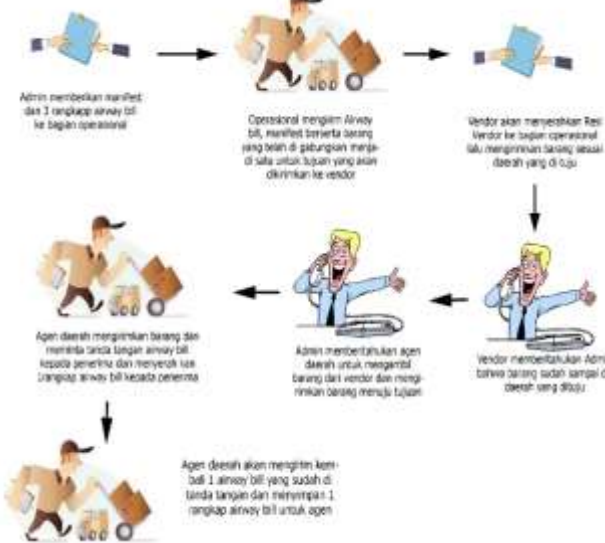 Admin memberikan manifest
dan 3 rangkapp airway bill
ke bagian operasional
Operasional mengirim Airway
bill, manifest berserta barang
yang telah di gabungkan menja-
di satu untuk tujuan yang akan
dikirimkan ke vendor
Vendor akan menyerahkan Resi
Vendor ke bagian operasional
lalu mengirimkan barang sesuai
daerah yang di tuju
Vendor memberitahukan Admin
bahwa barang sudah sampai di
daerah yang dituju
Admin memberitahukan agen
daerah untuk mengambil
barang dari vendor dan mengi-
rimkan barang menuju tujuan
Agen daerah mengirimkan barang dan
meminta tanda tangan airway bill
kepada penerima dan menyerah kan
1rangkap airway bill kepada penerima
Agen daerah akan mengirim kem-
bali 1 airway bill yang sudah di
tanda tangan dan menyimpan 1
rangkap airway bill untuk agen